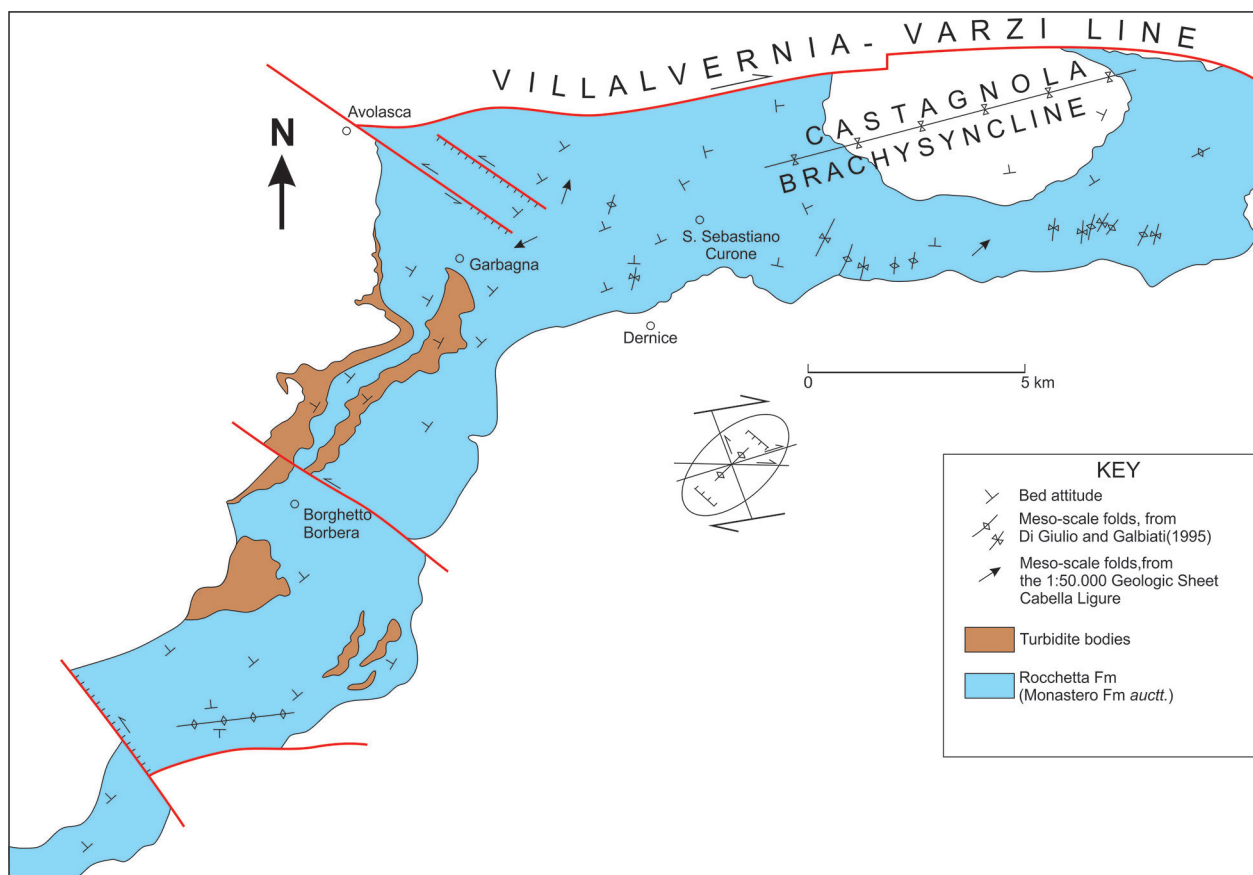 VILLALVERNIA - VARZI LINE
Avolasca
CASTAGNOLA
BRACHYSYNCLINE
N
S. Sebastiano
Curone
Garbagna
Dernice
0 5 km
Borghetto
Borbera
KEY
Bed attitude
Meso-scale folds, from
Di Giulio and Galbiati(1995)
Meso-scale folds,from
the 1:50.000 Geologic Sheet
Cabella Ligure
Turbidite bodies
Rocchetta Fm
(Monastero Fm auctt.)